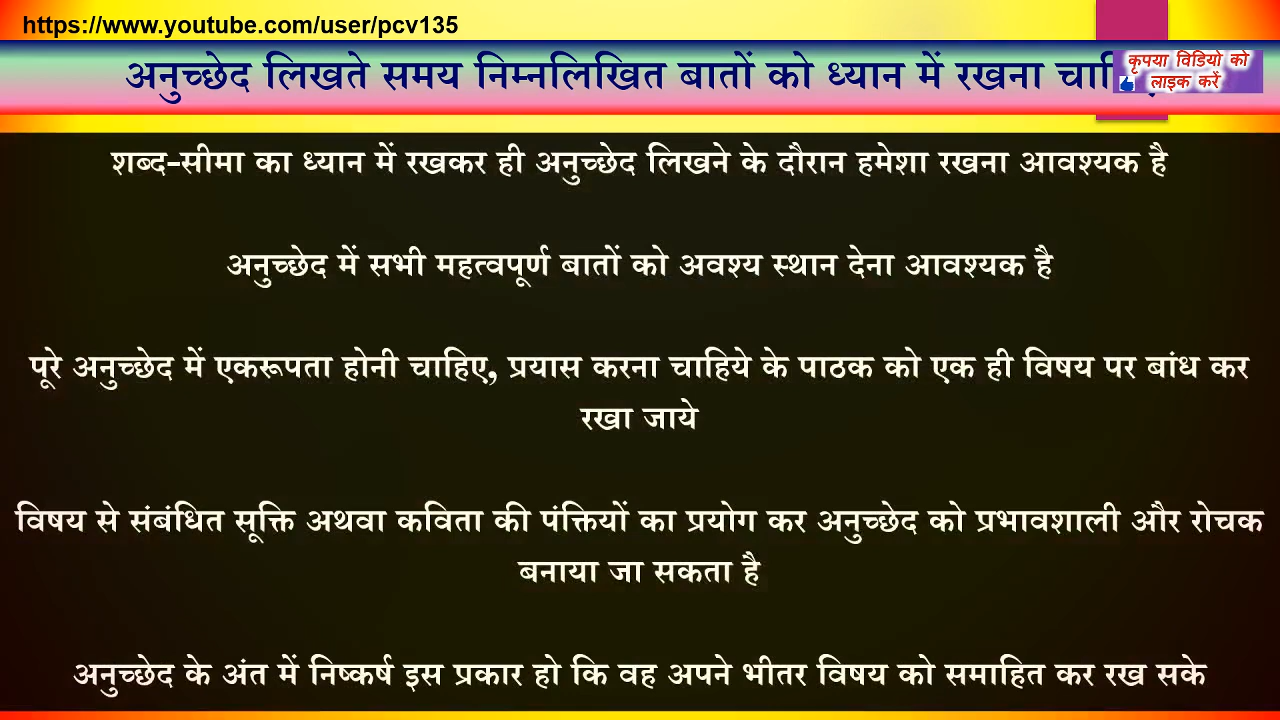 https://www.youtube.com/user/pcv135
अनुच्छेद लिखते समय निम्नलिखित बातों को ध्यान में रखना
कृपया विडियो को
लाइक करें
शब्द-सीमा का ध्यान में रखकर ही अनुच्छेद लिखने के दौरान हमेशा रखना आवश्यक है
अनुच्छेद में सभी महत्वपूर्ण बातों को अवश्य स्थान देना आवश्यक है
पूरे अनुच्छेद में एकरूपता होनी चाहिए, प्रयास करना चाहिये के पाठक को एक ही विषय पर बांध कर
रखा जाये
विषय से संबंधित सूक्ति अथवा कविता की पंक्तियों का प्रयोग कर अनुच्छेद को प्रभावशाली और रोचक
बनाया जा सकता है
अनुच्छेद के अंत में निष्कर्ष इस प्रकार हो कि वह अपने भीतर विषय को समाहित कर रख सके